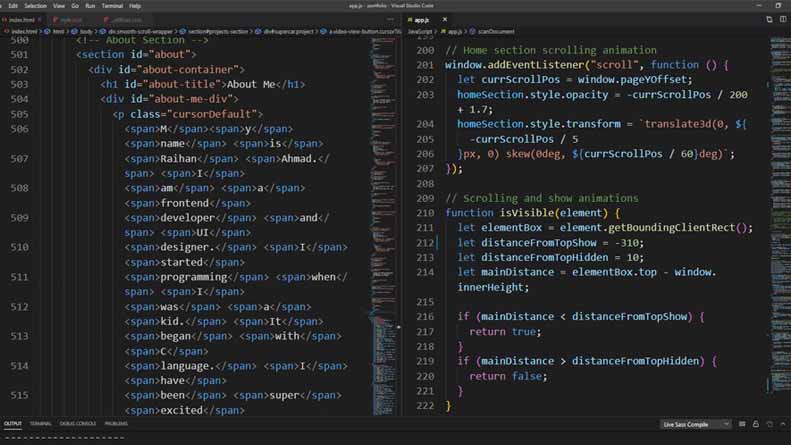 Edit Selection View Go Run Terminal Help
app.js - portfolio - Visual Studio Code
index.html
style.scss
index.html > html > body > div.smooth-scroll-wrapper > section#projects-section > div#supercar.project > a.video-view-button.cursorTra
500 <!-- About Section -->
501 <section id="about">
502 <div id="about-container">
503 <h1 id="about-title">About Me</h1>
504 <div id="about-me-div">
505 <p class="cursorDefault">
506 <span>M</span><span>y</span>
<span>name</span> <span>is</span>
507 <span>Raihan</span> <span>Ahmad.</
span> <span>I</span>
508 <span>am</span> <span>a</span>
<span>frontend</span>
509 <span>developer</span> <span>and</
span> <span>UI</span>
510 <span>designer.</span> <span>I</span>
<span>started</span>
511 <span>programming</span> <span>when</
span> <span>I</span>
512 <span>was</span> <span>a</span>
<span>kid.</span> <span>It</span>
513 <span>began</span> <span>with</span>
<span>C</span>
514 <span>language.</span> <span>I</span>
<span>have</span>
515 <span>been</span> <span>super</span>
<span>excited</span>
app.js
JavaScript > app.js > scanDocument
200 // Home section scrolling animation
201 window.addEventListener("scroll", function () {
202 let currScrollPos = window.pageYOffset;
203 homeSection.style.opacity = -currScrollPos / 200
+ 1.7;
204 homeSection.style.transform = `translate3d(0, ${
205 -currScrollPos / 5
206 }px, 0) skew(0deg, ${currScrollPos / 60}deg)`;
207 });
208
209 // Scrolling and show animations
210 function isVisible(element) {
211 let elementBox = element.getBoundingClientRect();
212 let distanceFromTopShow = -310;
213 let distanceFromTopHidden = 10;
214 let mainDistance = elementBox.top - window.
innerHeight;
215
216 if (mainDistance < distanceFromTopShow) {
217 return true;
218 }
219 if (mainDistance > distanceFromTopHidden) {
220 return false;
221 }
222 }
OUTPUT TERMINAL DEBUG CONSOLE PROBLEMS
Live Sass Compile